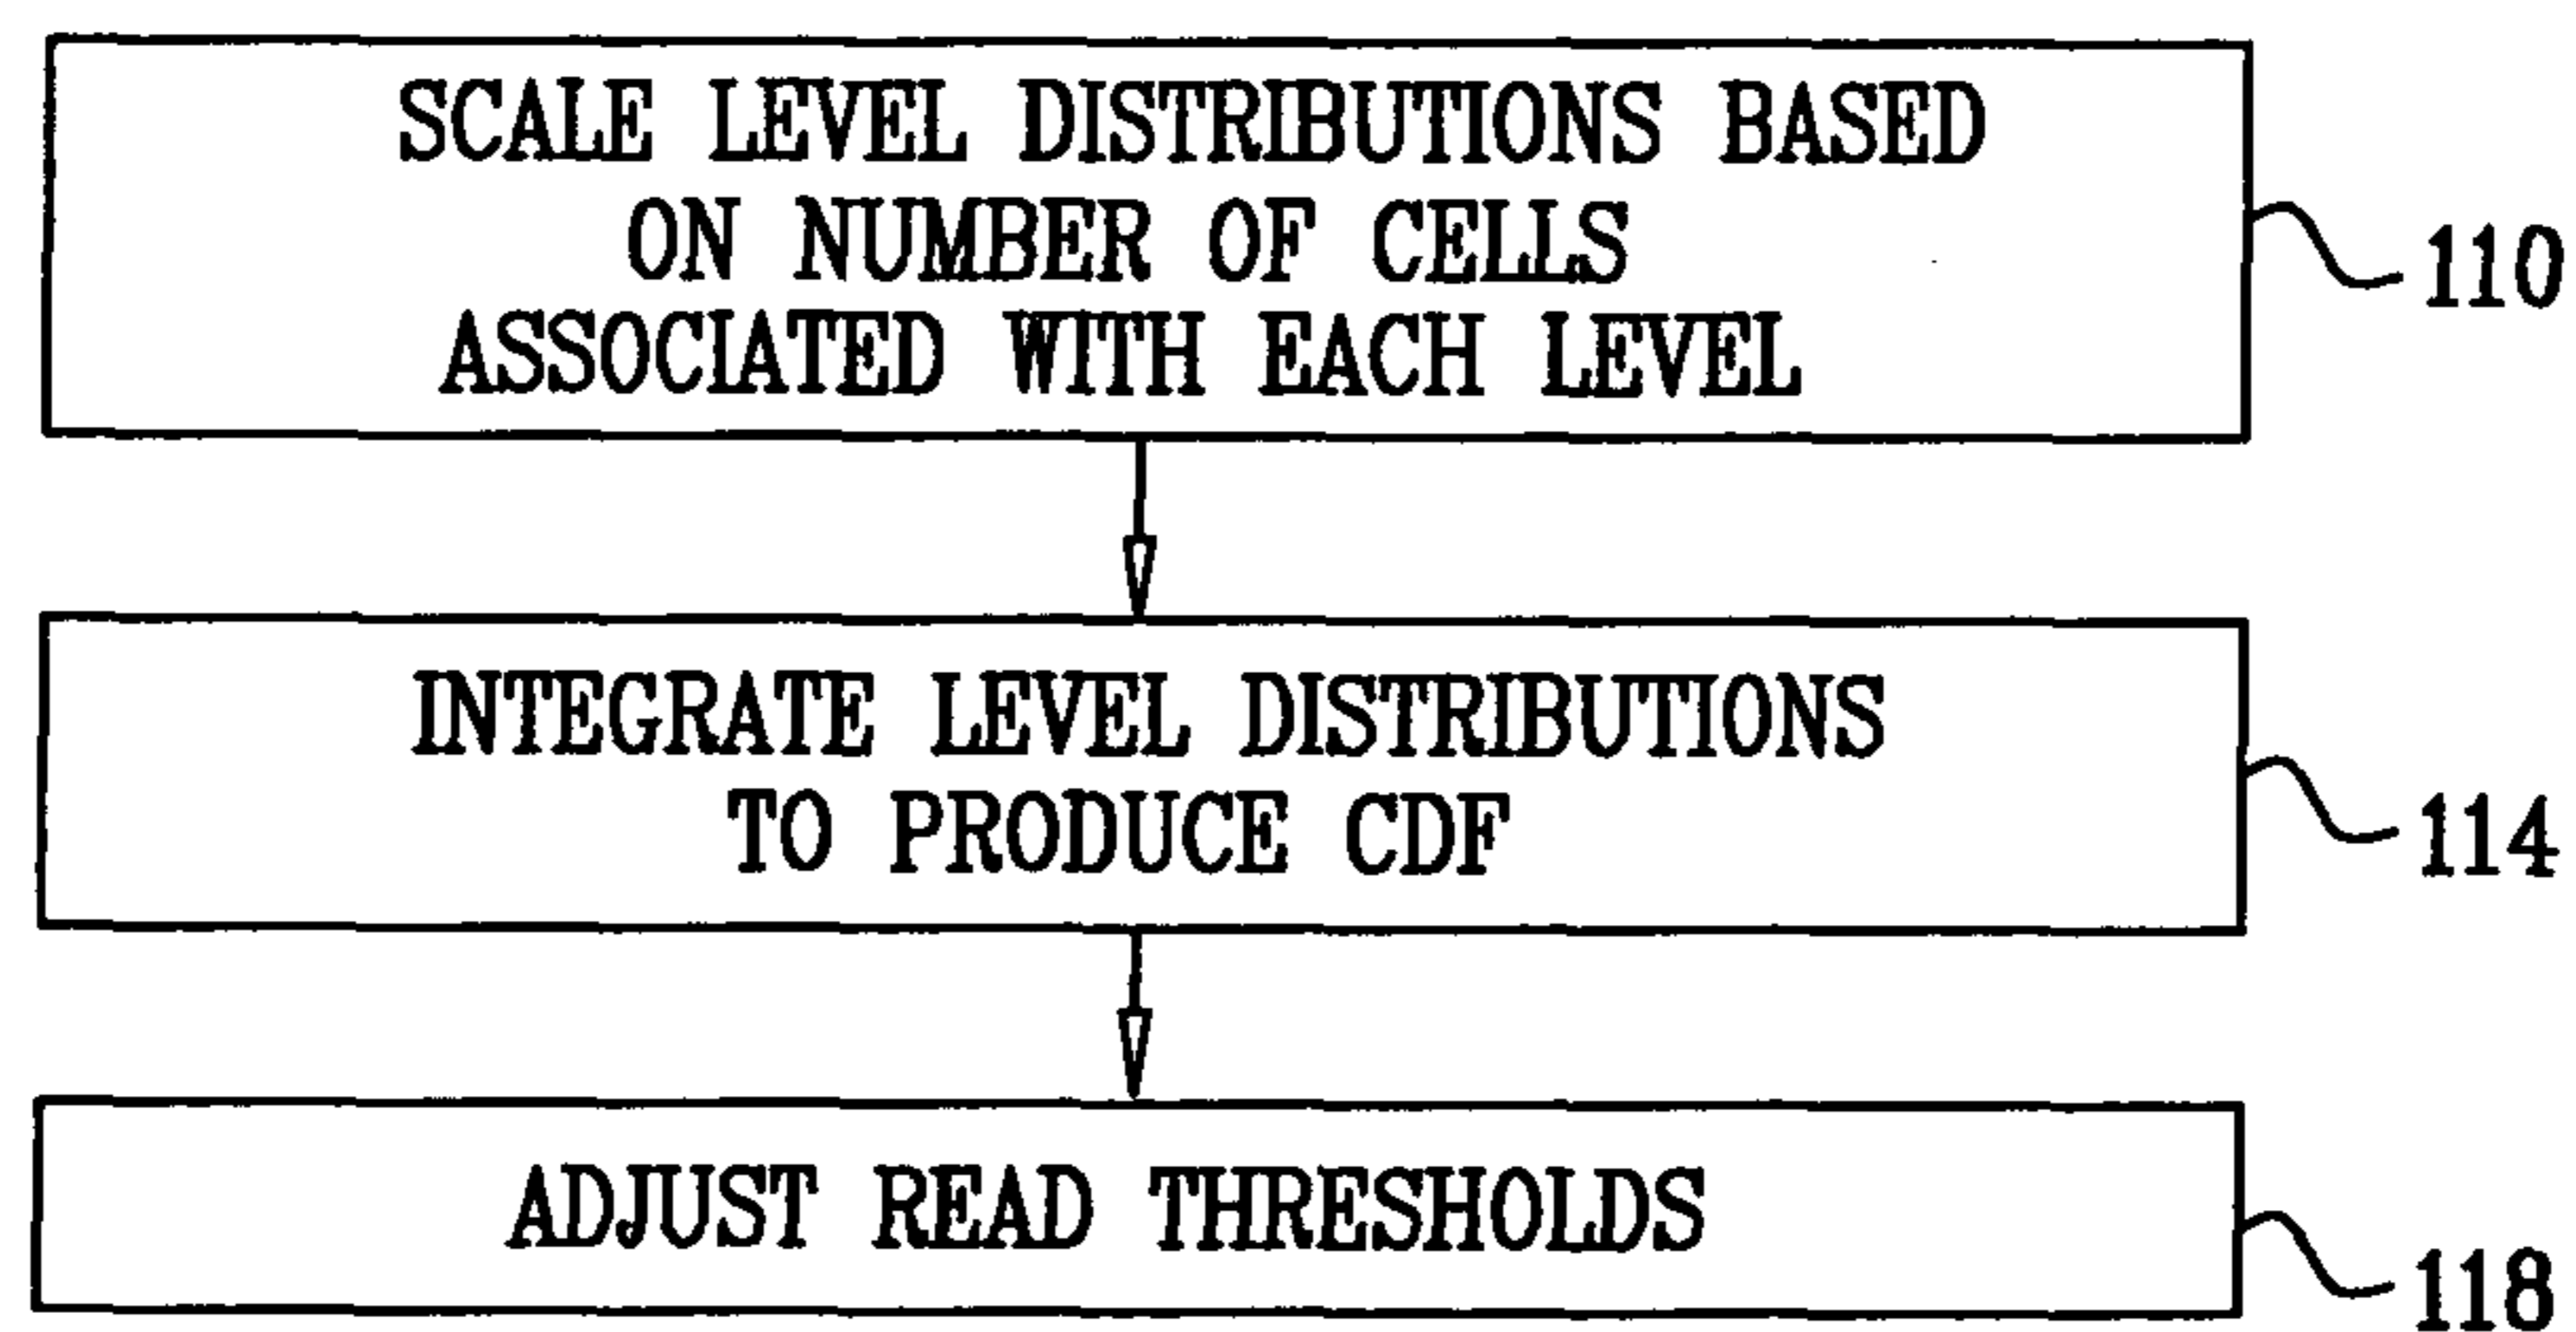 SCALE LEVEL DISTRIBUTIONS BASED
ON NUMBER OF CELLS
ASSOCIATED WITH EACH LEVEL
110
INTEGRATE LEVEL DISTRIBUTIONS
TO PRODUCE CDF
114
ADJUST READ THRESHOLDS
118